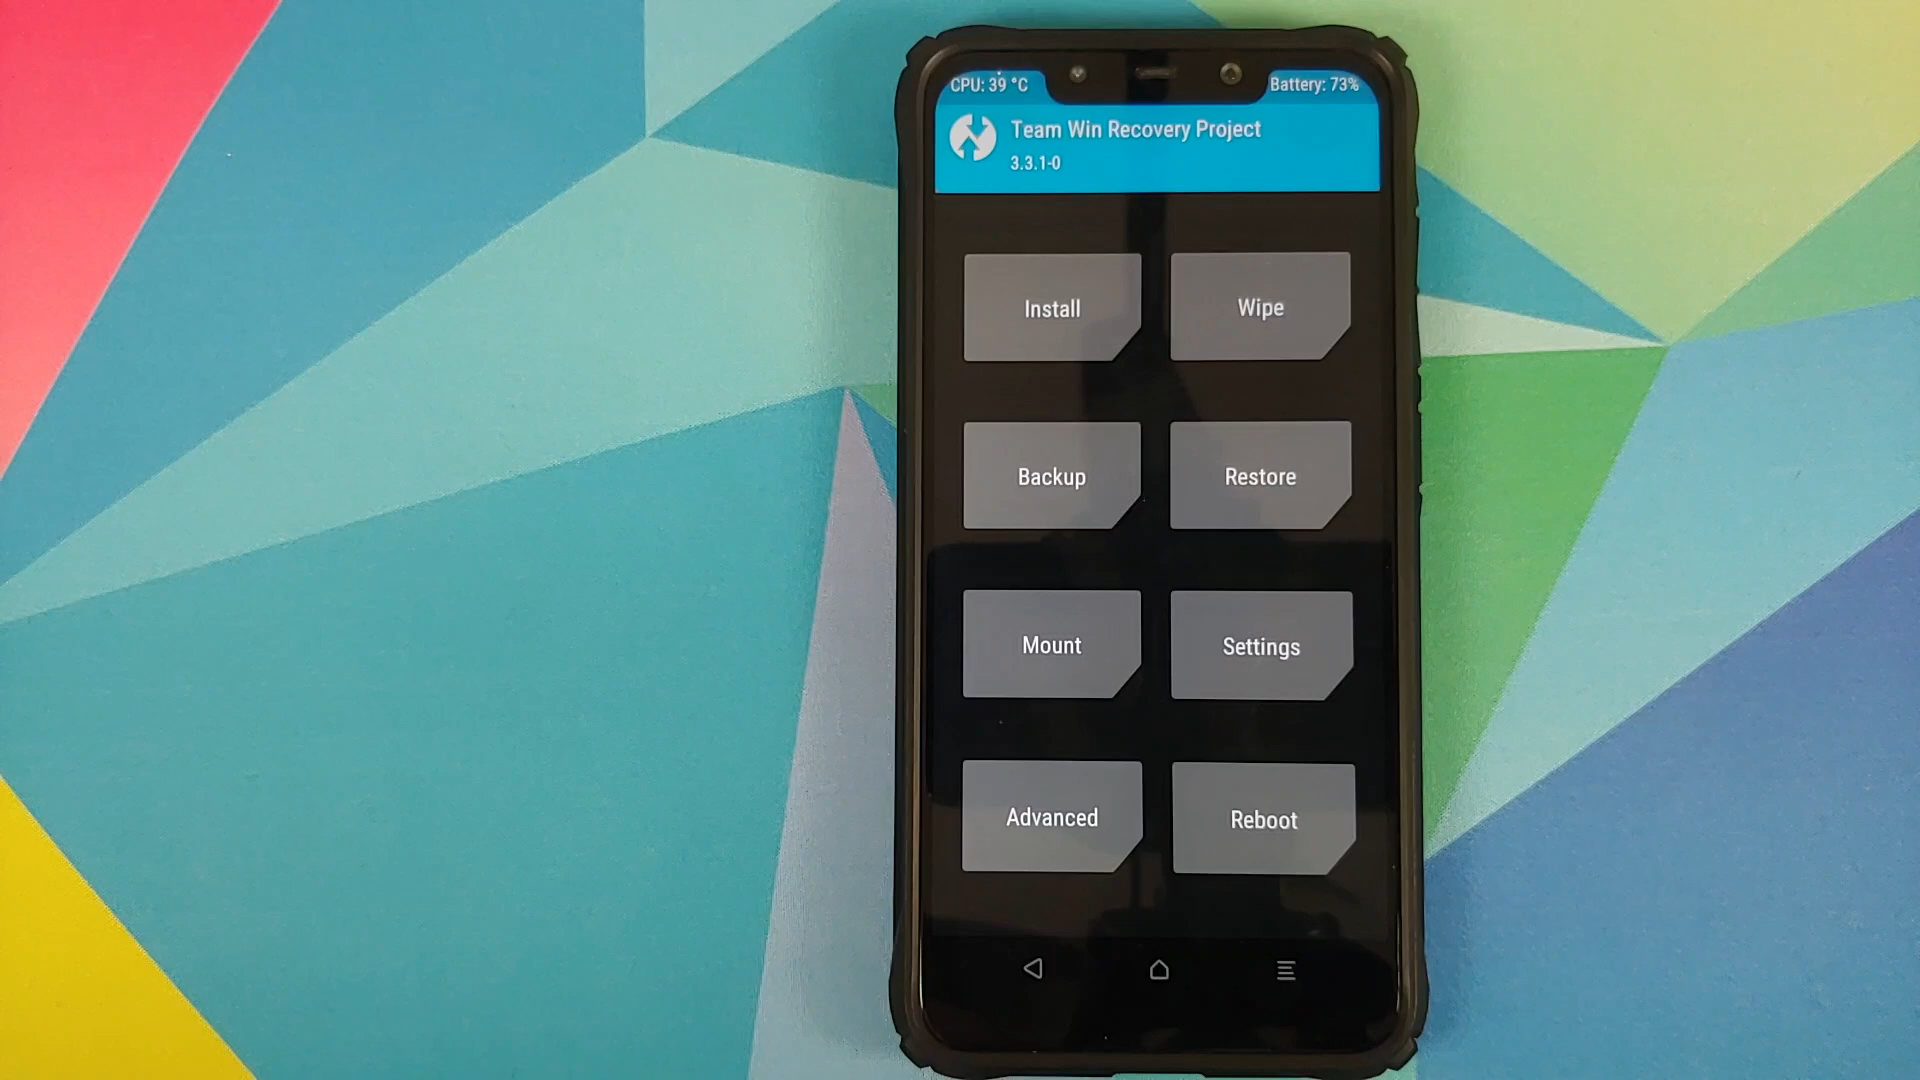 CPU: 39 °C
Battery: 73%
Team Win Recovery Project
3.3.1-0
Install
Wipe
Backup
Restore
Mount
Settings
Advanced
Reboot